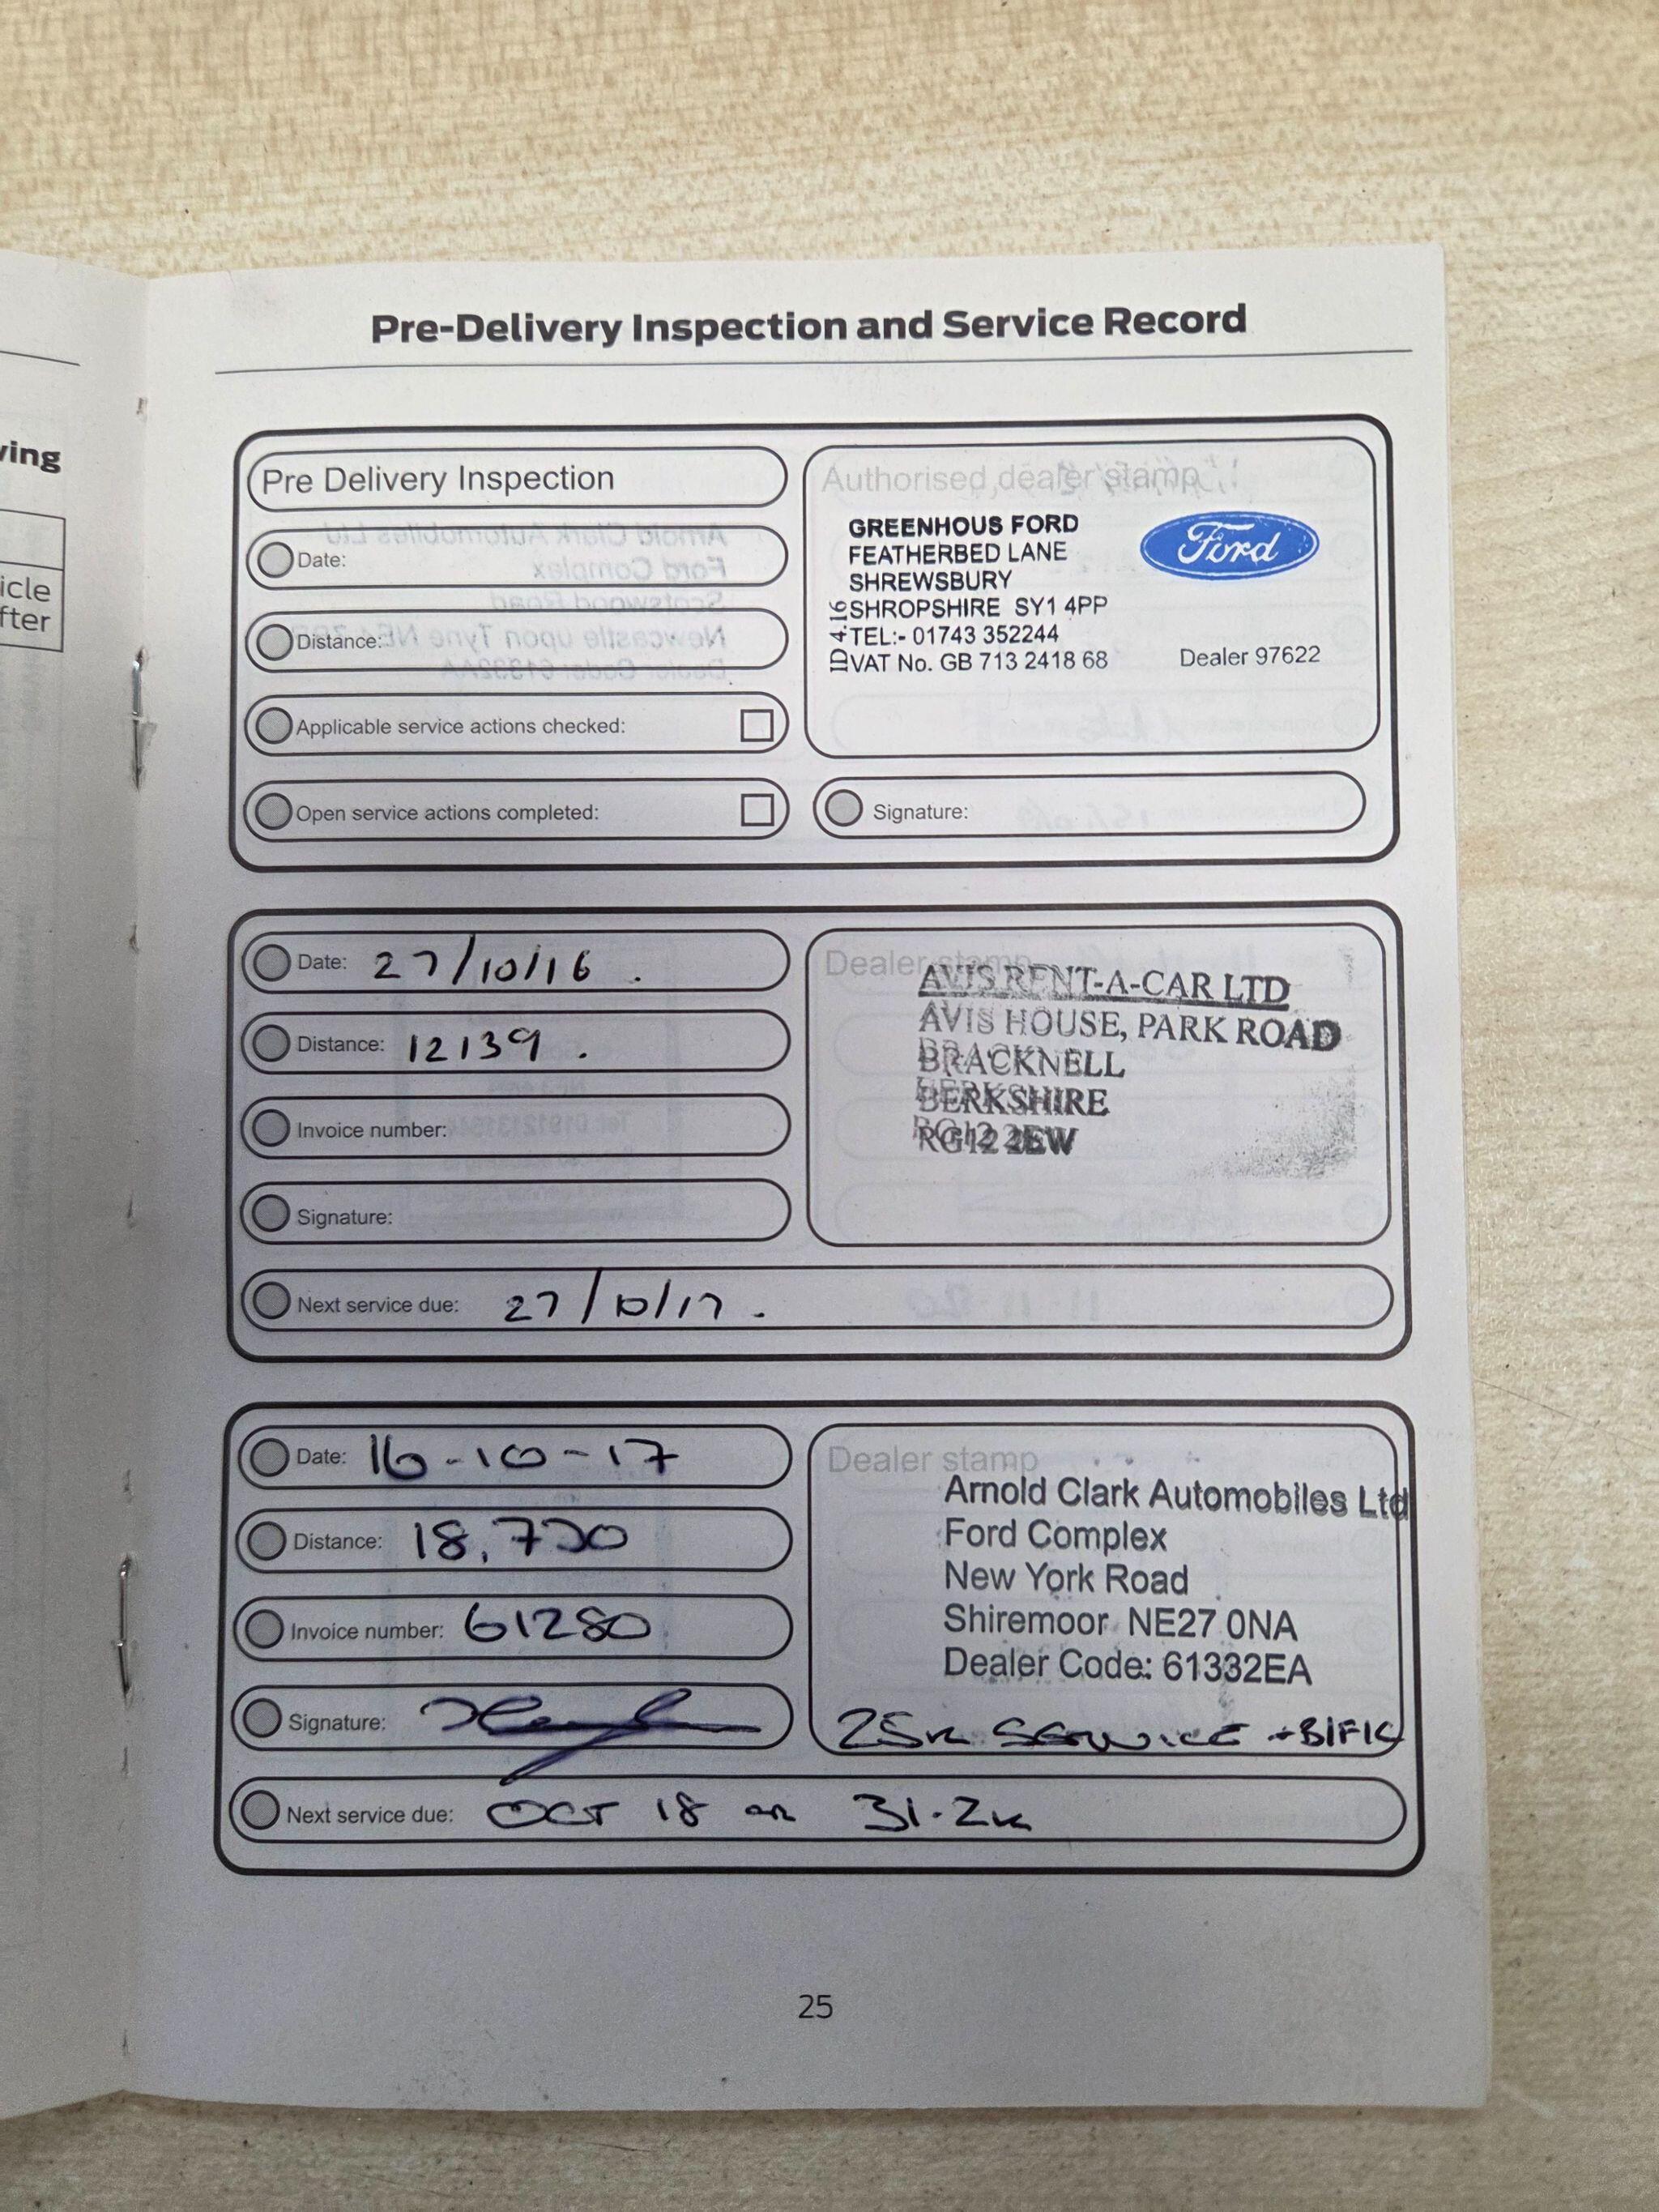 ving
icle
fter
Pre-Delivery Inspection and Service Record
Pre Delivery Inspection
Date:
Distance:
Applicable service actions checked:
Open service actions completed:
Authorised dealer stamp
GREENHOUS FORD
FEATHERBED LANE
SHREWSBURY
SHROPSHIRE SY1 4PP
TEL:- 01743 352244
VAT No. GB 713 2418 68
ID 4.16
Ford
Dealer 97622
Signature:
Date: 27/10/16 .
Distance: 12139 .
Invoice number:
Signature:
Dealer stamp
AVIS RENT-A-CAR LTD
AVIS HOUSE, PARK ROAD
BRACKNELL
BERKSHIRE
RG12 2EW
Next service due: 27/10/17 .
Date: 16-10-17
Distance: 18,
Invoice number: 61280
Signature:
Dealer stamp
Arnold Clark Automobiles Ltd
Ford Complex
New York Road
Shiremoor NE27 0NA
Dealer Code: 61332EA
25K SERVICE
Next service due: OCT 18 or 31.2K
25